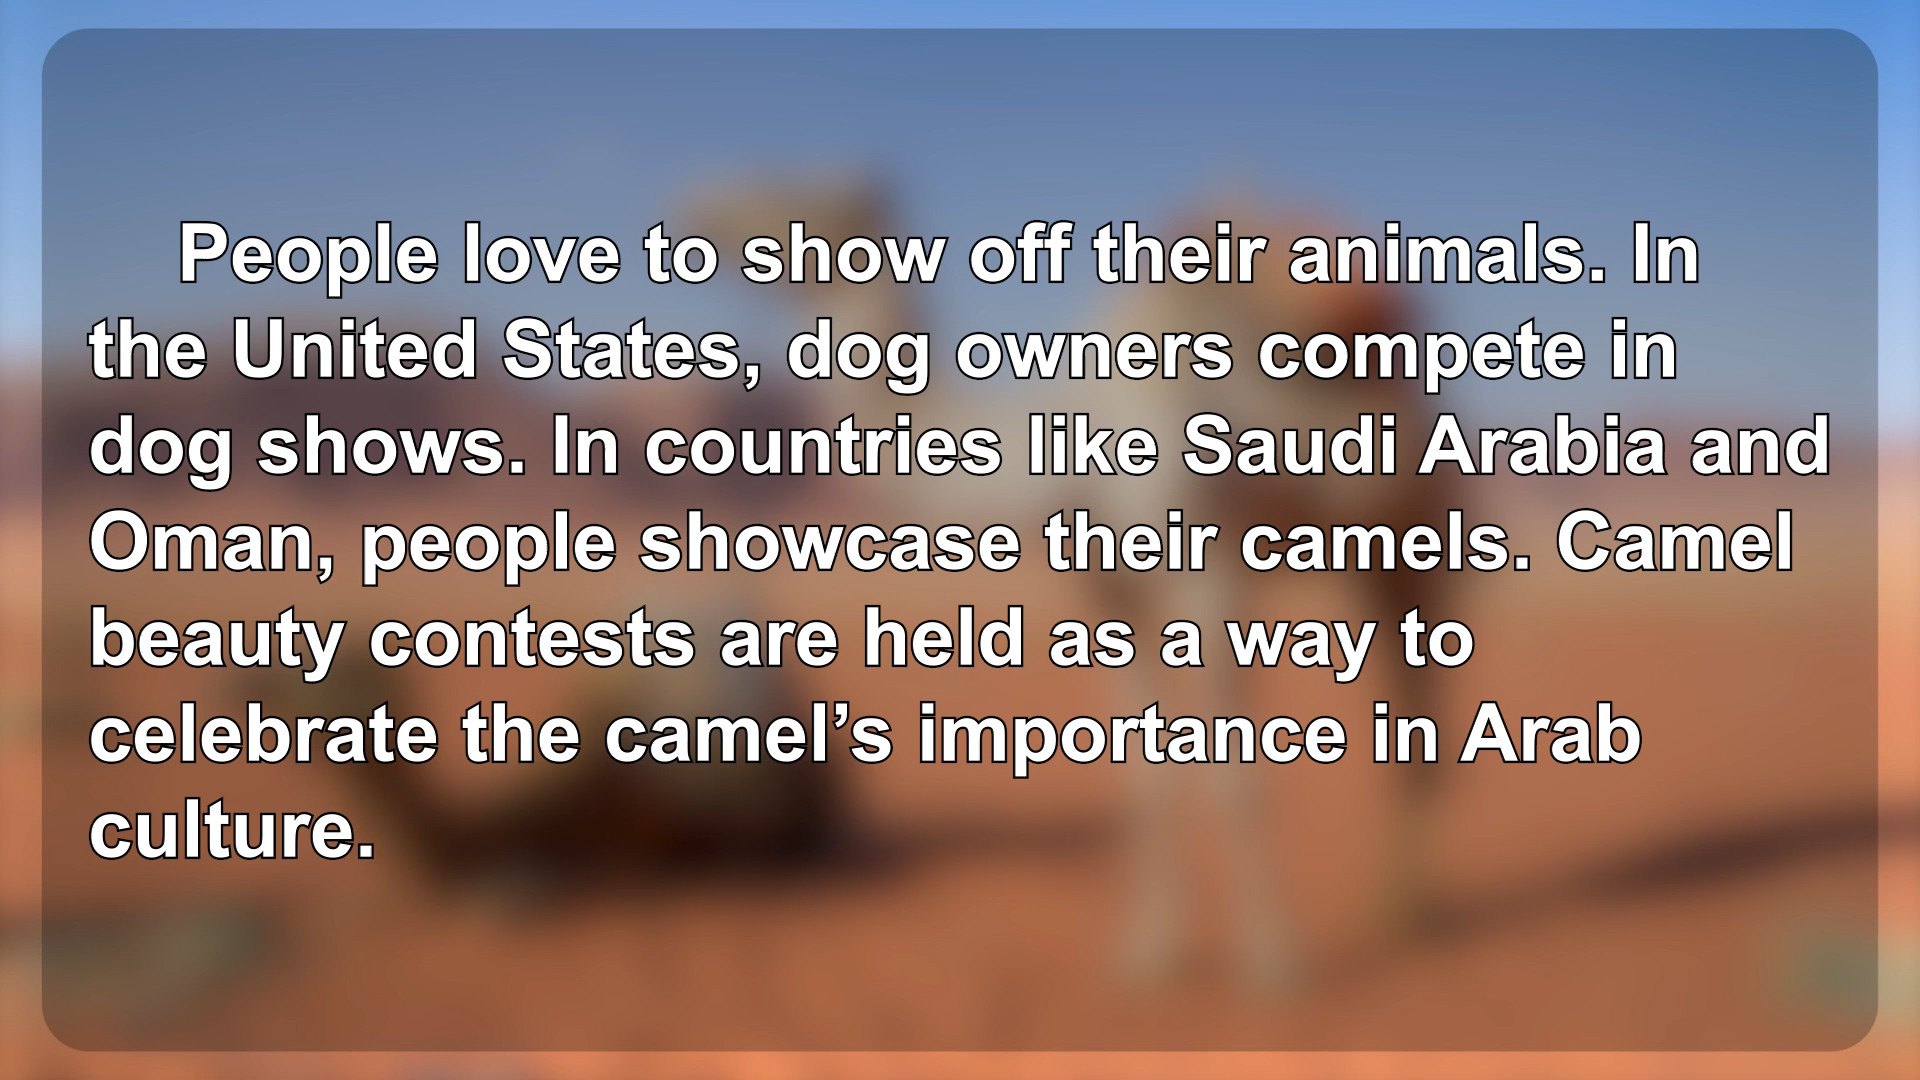 People love to show off their animals. In
the United States, dog owners compete in
dog shows. In countries like Saudi Arabia and
Oman, people showcase their camels. Camel
beauty contests are held as a way to
celebrate the camel’s importance in Arab
culture.